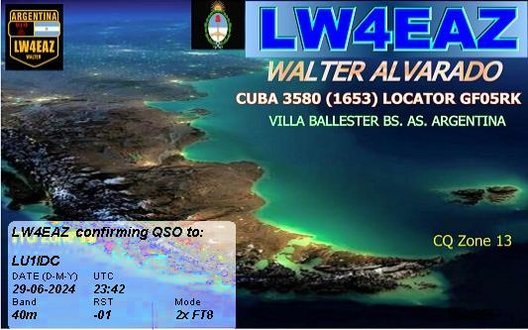 ARGENTINA
LW4EAZ
WALTER
LW4EAZ
WALTER ALVARADO
CUBA 3580 (1653) LOCATOR GF05RK
VILLA BALLESTER BS. AS. ARGENTINA
CQ Zone 13
LW4EAZ confirming QSO to:
LU1IDC
DATE (D-M-Y) UTC
29-06-2024 23:42
Band RST Mode
40m -01 2x FT8